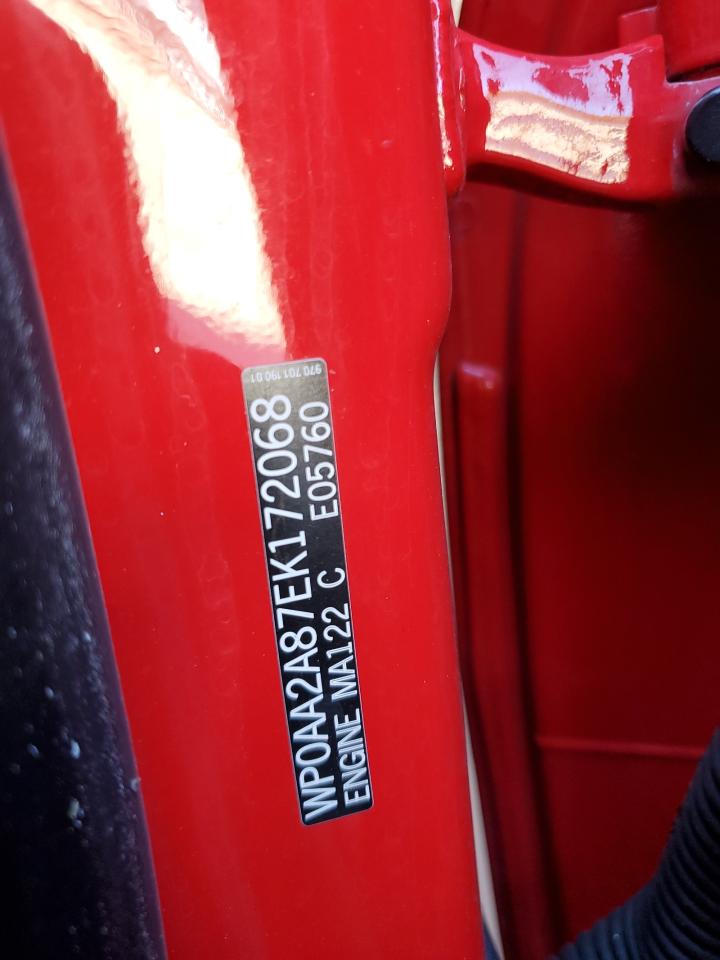 970 701 190 01
WP0AA2A87EK172068
ENGINE MA122 C E05760